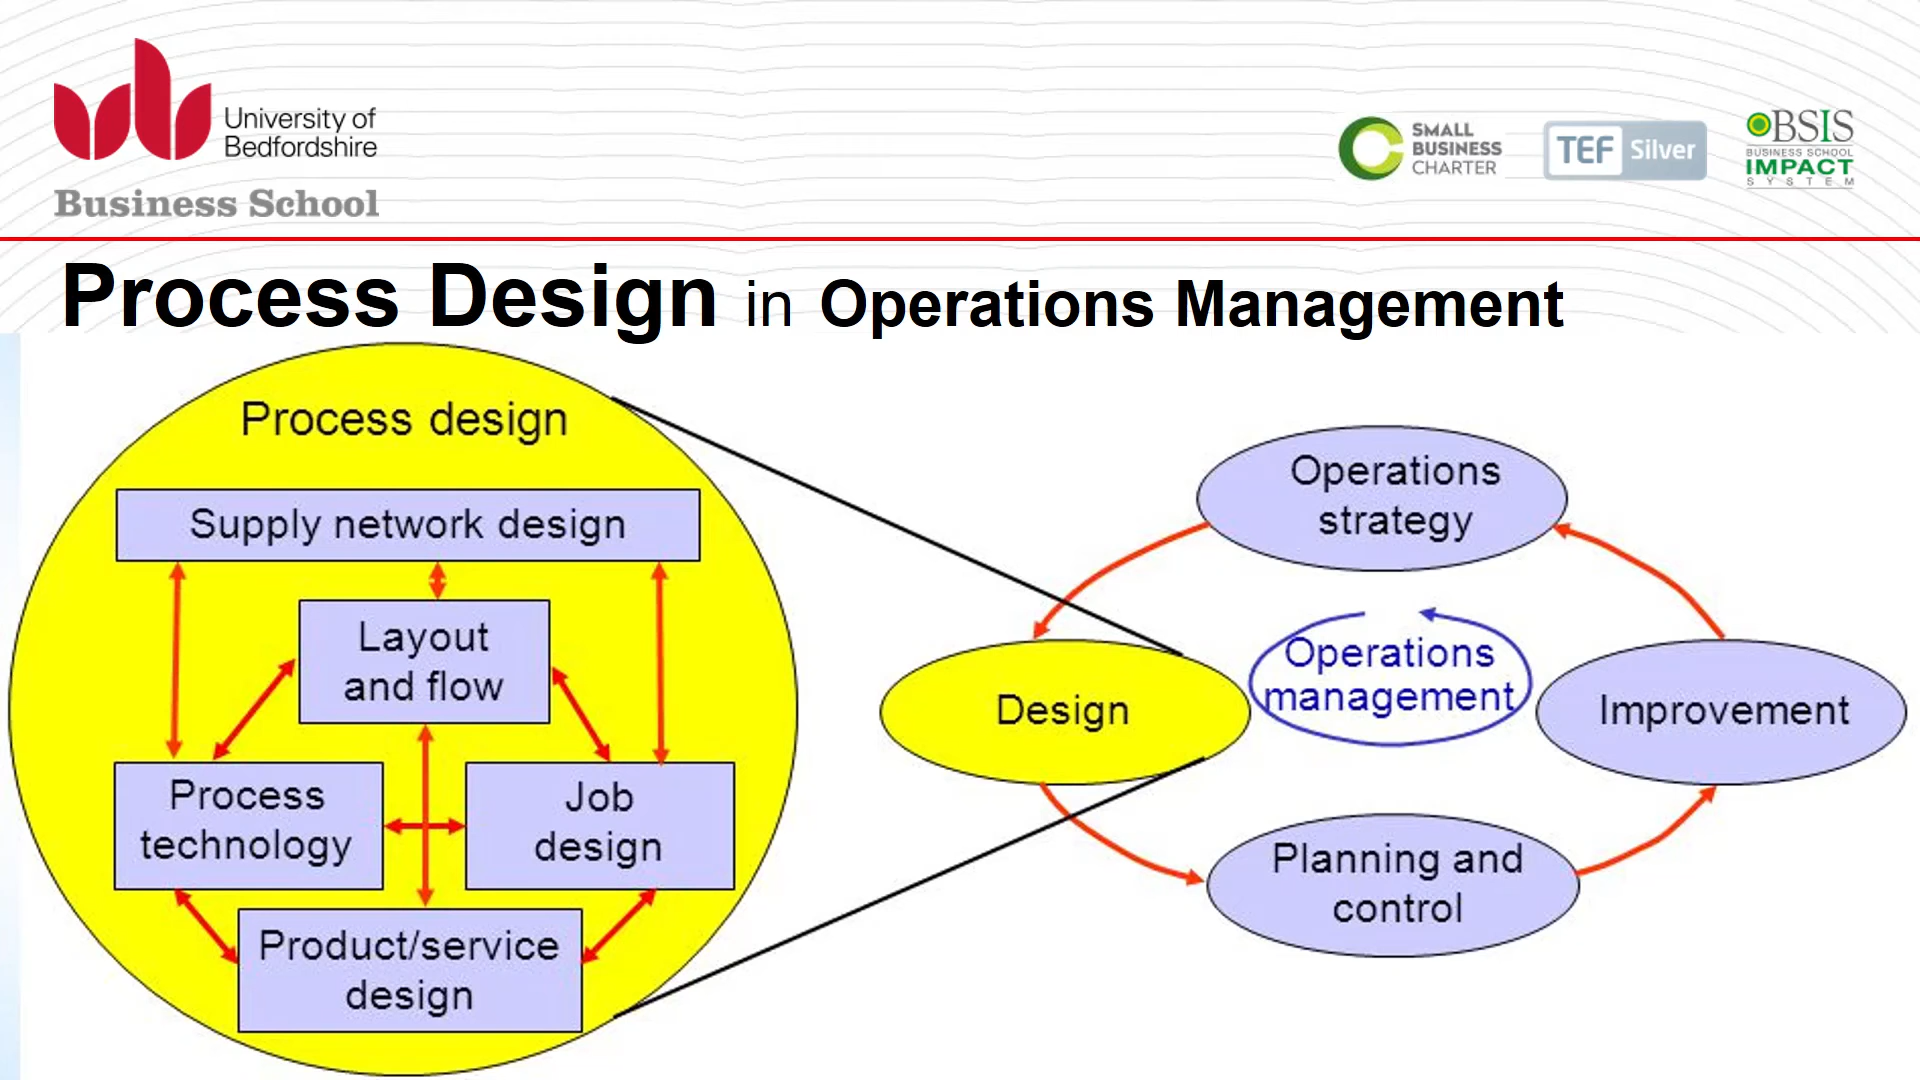 University of
Bedfordshire
Business School
SMALL
BUSINESS
CHARTER
TEF Silver
BSIS
BUSINESS SCHOOL
IMPACT
SYSTEM
Process Design in Operations Management
Process design
Supply network design
Layout
and flow
Process
technology
Job
design
Product/service
design
Operations
strategy
Design
Operations
management
Improvement
Planning and
control